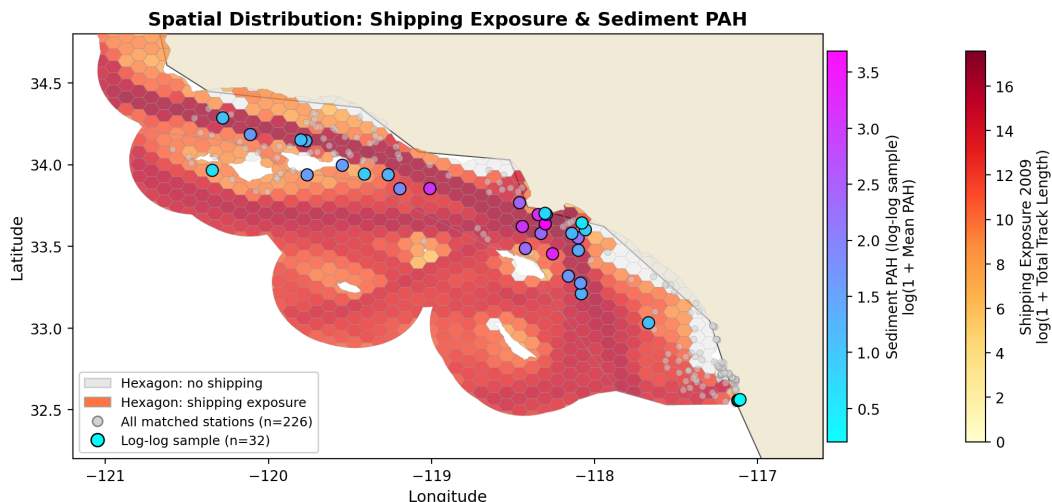 Spatial Distribution: Shipping Exposure & Sediment PAH
Latitude
34.5
34.0
33.5
33.0
32.5
−121
−120
−119
−118
−117
Longitude
Hexagon: no shipping
Hexagon: shipping exposure
All matched stations (n=226)
Log-log sample (n=32)
3.5
3.0
2.5
2.0
1.5
1.0
0.5
Sediment PAH (log-log sample)
log(1 + Mean PAH)
16
14
12
10
8
6
4
2
0
Shipping Exposure 2009
log(1 + Total Track Length)